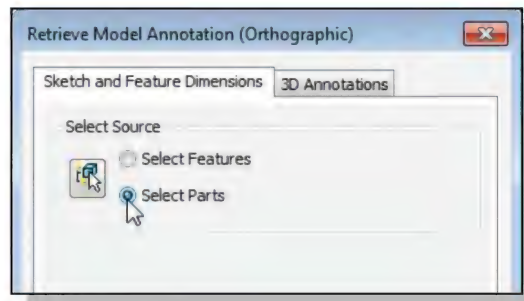 Retrieve Model Annotation (Orthographic)
Sketch and Feature Dimensions 3D Annotations
Select Source
Select Features
Select Parts